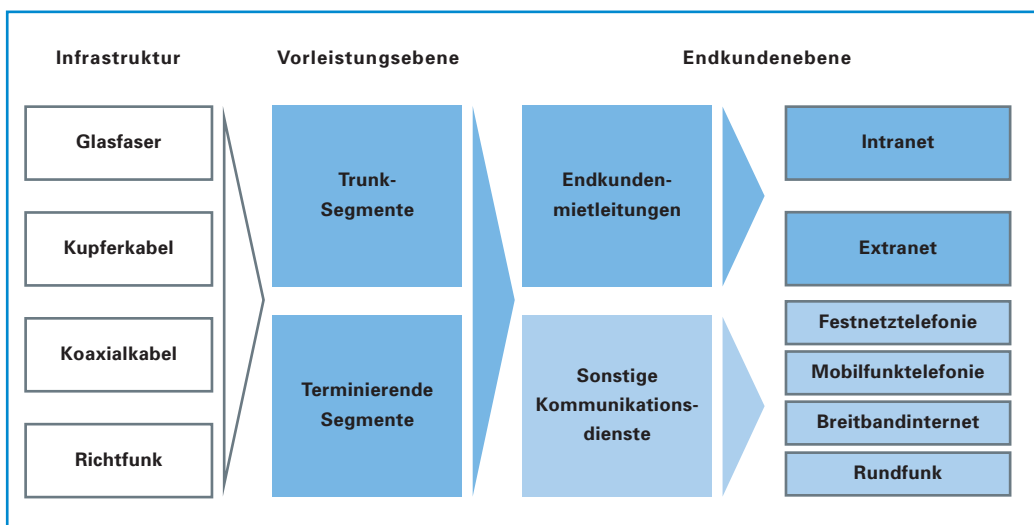 Infrastruktur
Vorleistungsebene
Endkundenebene
Glasfaser
Kupferkabel
Koaxialkabel
Richtfunk
Trunk-
Segmente
Terminierende
Segmente
Endkunden-
mietleitungen
Sonstige
Kommunikations-
dienste
Intranet
Extranet
Festnetztelefonie
Mobilfunktelefonie
Breitbandinternet
Rundfunk